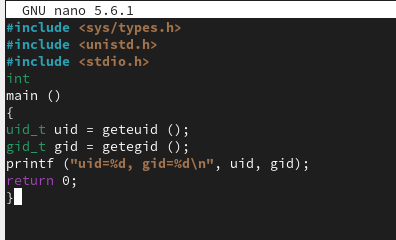 GNU nano 5.6.1
#include <sys/types.h>
#include <unistd.h>
#include <stdio.h>
int
main ()
{
uid_t uid = geteuid ();
gid_t gid = getegid ();
printf ("uid=%d, gid=%d\n", uid, gid);
return 0;
}